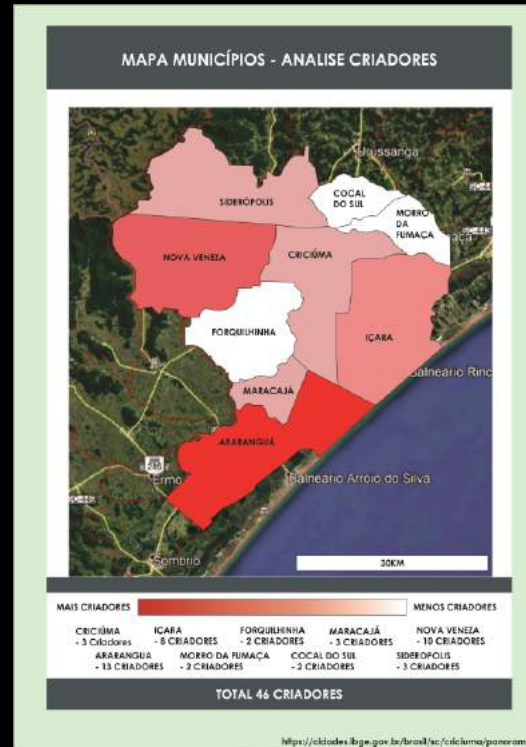 MAPA MUNICÍPIOS - ANALISE CRIADORES
Urussanga
COCAL
DO SUL
SIDERÓPOLIS
MORRO
DA
FUMAÇA
NOVA VENEZA
CRICIÚMA
FORQUILHINHA
IÇARA
Balneário Rinc
MARACAJÁ
ARARANGUÁ
Ermo
Balneário Arroio do Silva
Sombrio
30KM
MAIS CRIADORES
MENOS CRIADORES
CRICIÚMA
- 3 Criadores
IÇARA
- 8 CRIADORES
FORQUILHINHA
- 2 CRIADORES
MARACAJÁ
- 3 CRIADORES
NOVA VENEZA
- 10 CRIADORES
ARARANGUA
- 13 CRIADORES
MORRO DA FUMAÇA
- 2 CRIADORES
COCAL DO SUL
- 2 CRIADORES
SIDEROPOLIS
- 3 CRIADORES
TOTAL 46 CRIADORES
https://cidades.ibge.gov.br/brasil/sc/criciuma/panoram